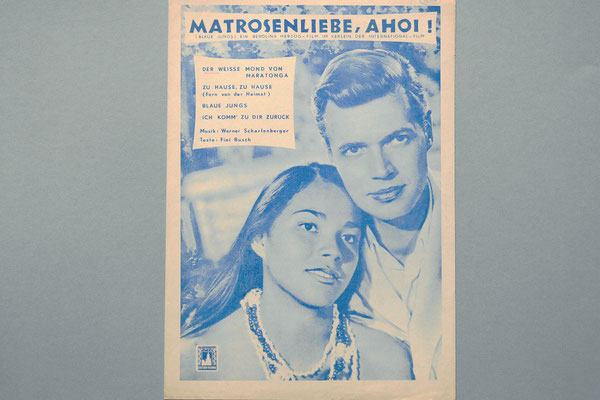 MATROSENLIEBE, AHOI!
(BLAUE JUNGS) EIN BEROLINA HERZOG-FILM IM VERLEIH DER INTERNATIONAL-FILM
DER WEISSE MOND VON
MARATONGA
ZU HAUSE, ZU HAUSE
(Fern von der Heimat)
BLAUE JUNGS
ICH KOMM' ZU DIR ZURÜCK
Musik: Werner Scharfenberger
Texte: Fini Busch